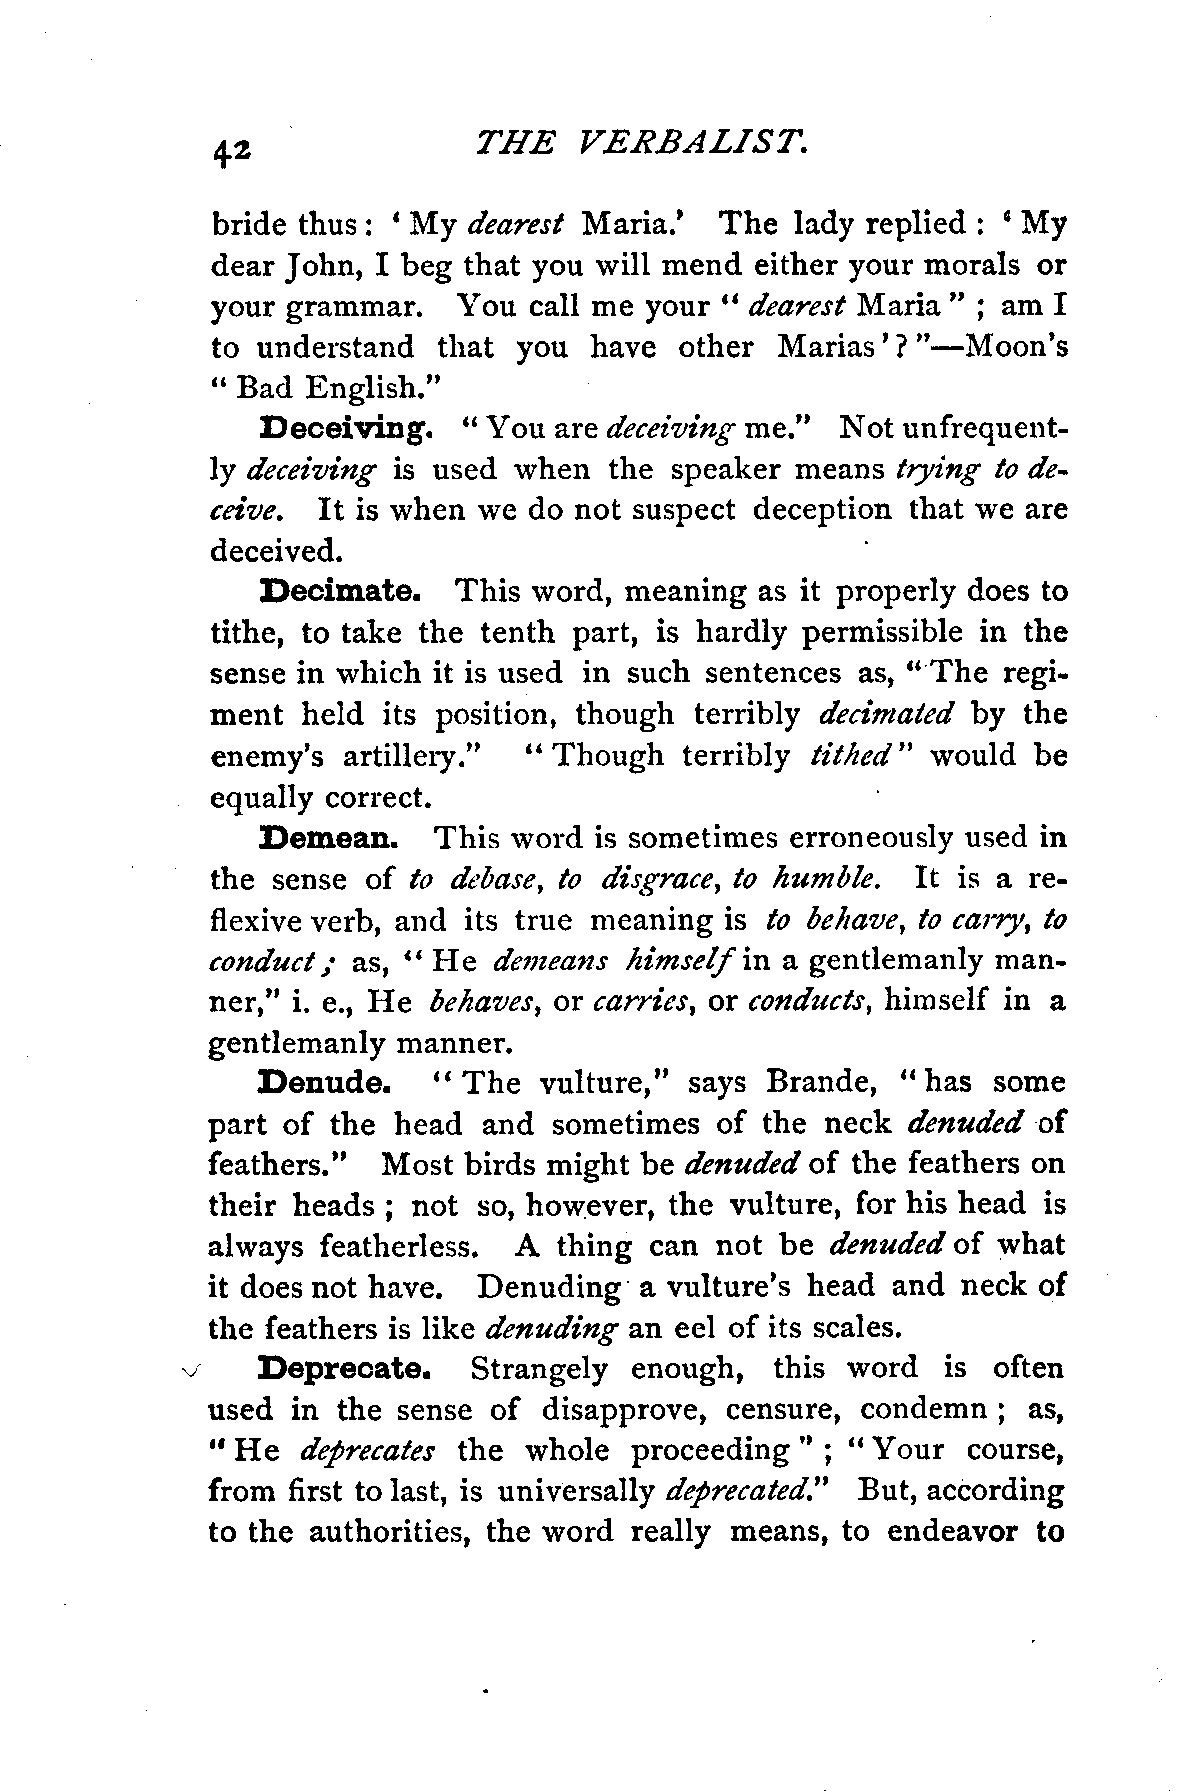 42 THE VERBALIST.
bride thus : ‘ My dearest Maria.’ The lady replied : ‘ My
dear John, I beg that you will mend either your morals or
your grammar. You call me your “ dearest Maria ” ; am I
to understand that you have other Marias’ ? ”—Moon’s
“ Bad English.”
Deceiving. “ You are deceiving me.” Not unfrequent-
ly deceiving is used when the speaker means trying to de-
ceive. It is when we do not suspect deception that we are
deceived.
Decimate. This word, meaning as it properly does to
tithe, to take the tenth part, is hardly permissible in the
sense in which it is used in such sentences as, “ The regi-
ment held its position, though terribly decimated by the
enemy’s artillery.” “ Though terribly tithed ” would be
equally correct.
Demean. This word is sometimes erroneously used in
the sense of to debase, to disgrace, to humble. It is a re-
flexive verb, and its true meaning is to behave, to carry, to
conduct ; as, “ He demeans himself in a gentlemanly man-
ner,” i. e., He behaves, or carries, or conducts, himself in a
gentlemanly manner.
Denude. “ The vulture,” says Brande, “ has some
part of the head and sometimes of the neck denuded of
feathers.” Most birds might be denuded of the feathers on
their heads ; not so, however, the vulture, for his head is
always featherless. A thing can not be denuded of what
it does not have. Denuding a vulture’s head and neck of
the feathers is like denuding an eel of its scales.
Deprecate. Strangely enough, this word is often
used in the sense of disapprove, censure, condemn ; as,
“ He deprecates the whole proceeding ” ; “ Your course,
from first to last, is universally deprecated.” But, according
to the authorities, the word really means, to endeavor to